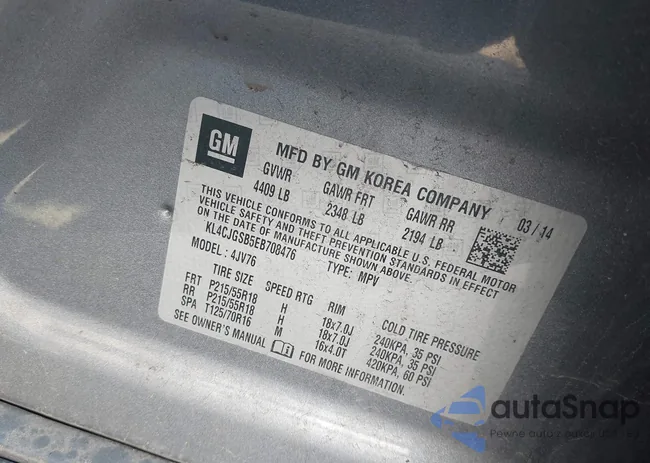 GM
MFD BY GM KOREA COMPANY 03/14
GVWR GAWR FRT GAWR RR
4409 LB 2348 LB 2194 LB
THIS VEHICLE CONFORMS TO ALL APPLICABLE U.S. FEDERAL MOTOR
VEHICLE SAFETY AND THEFT PREVENTION STANDARDS IN EFFECT
ON THE DATE OF MANUFACTURE SHOWN ABOVE.
KL4CJGSB5EB708476 TYPE: MPV
MODEL: 4JV76
TIRE SIZE SPEED RTG RIM COLD TIRE PRESSURE
FRT P215/55R18 H 18x7.0J 240KPA, 35 PSI
RR P215/55R18 H 18x7.0J 240KPA, 35 PSI
SPA T125/70R16 M 16x4.0T 420KPA, 60 PSI
SEE OWNER'S MANUAL FOR MORE INFORMATION.
autaSnap
Pewne auto z